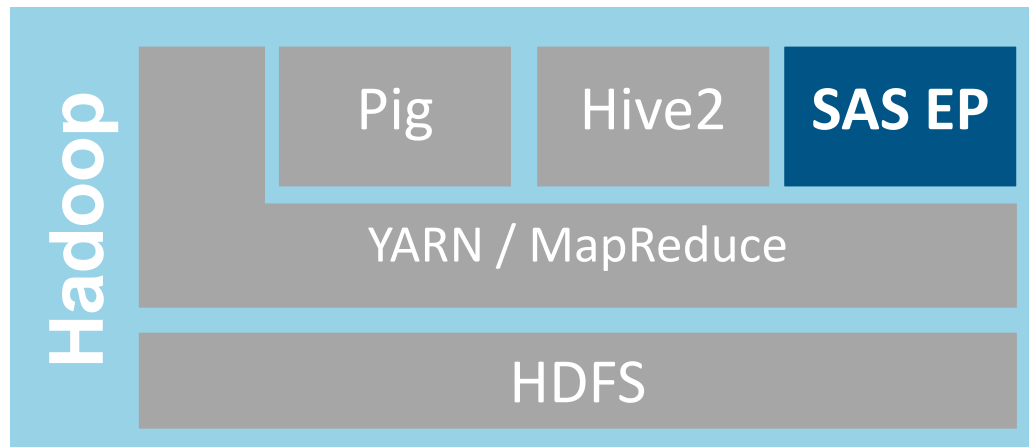 Hadoop
Pig
Hive2
SAS EP
YARN / MapReduce
HDFS